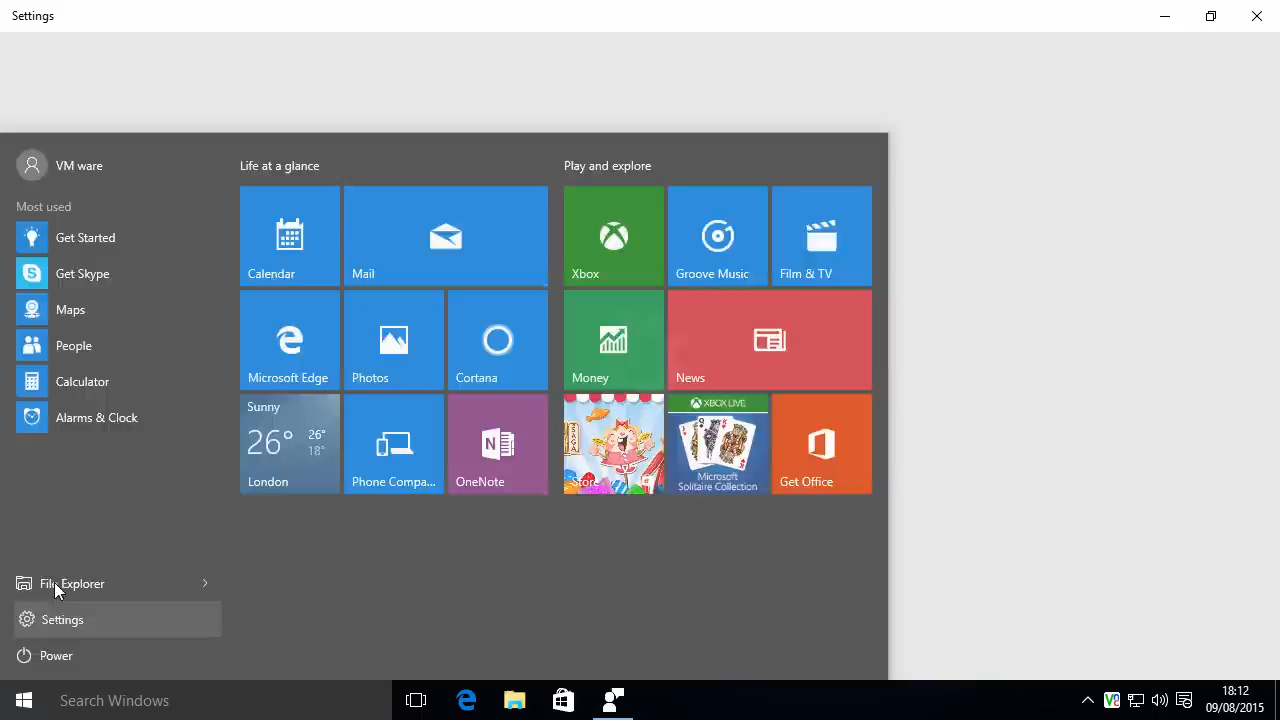 Settings
VM ware
Most used
Get Started
Get Skype
Maps
People
Calculator
Alarms & Clock
File Explorer
Settings
Power
Life at a glance
Calendar
Mail
Microsoft Edge
Photos
Cortana
Sunny
26°
26°
18°
London
Phone Compa...
OneNote
Play and explore
Xbox
Groove Music
Film & TV
Money
News
SAGA
Store
XBOX LIVE
Microsoft
Solitaire Collection
Get Office
Search Windows
18:12
09/08/2015